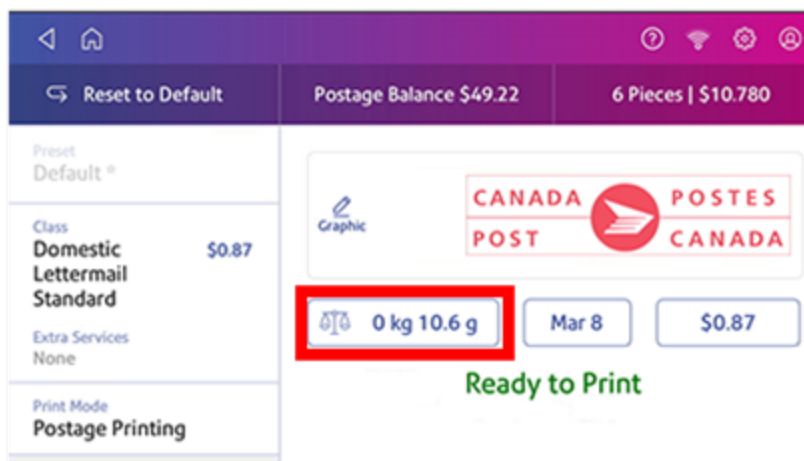 Reset to Default
Postage Balance $49.22
6 Pieces | $10.780
Preset
Default *
Class
Domestic $0.87
Lettermail
Standard
Extra Services
None
Print Mode
Postage Printing
Graphic
CANADA POSTES
POST CANADA
0 kg 10.6 g
Mar 8
$0.87
Ready to Print